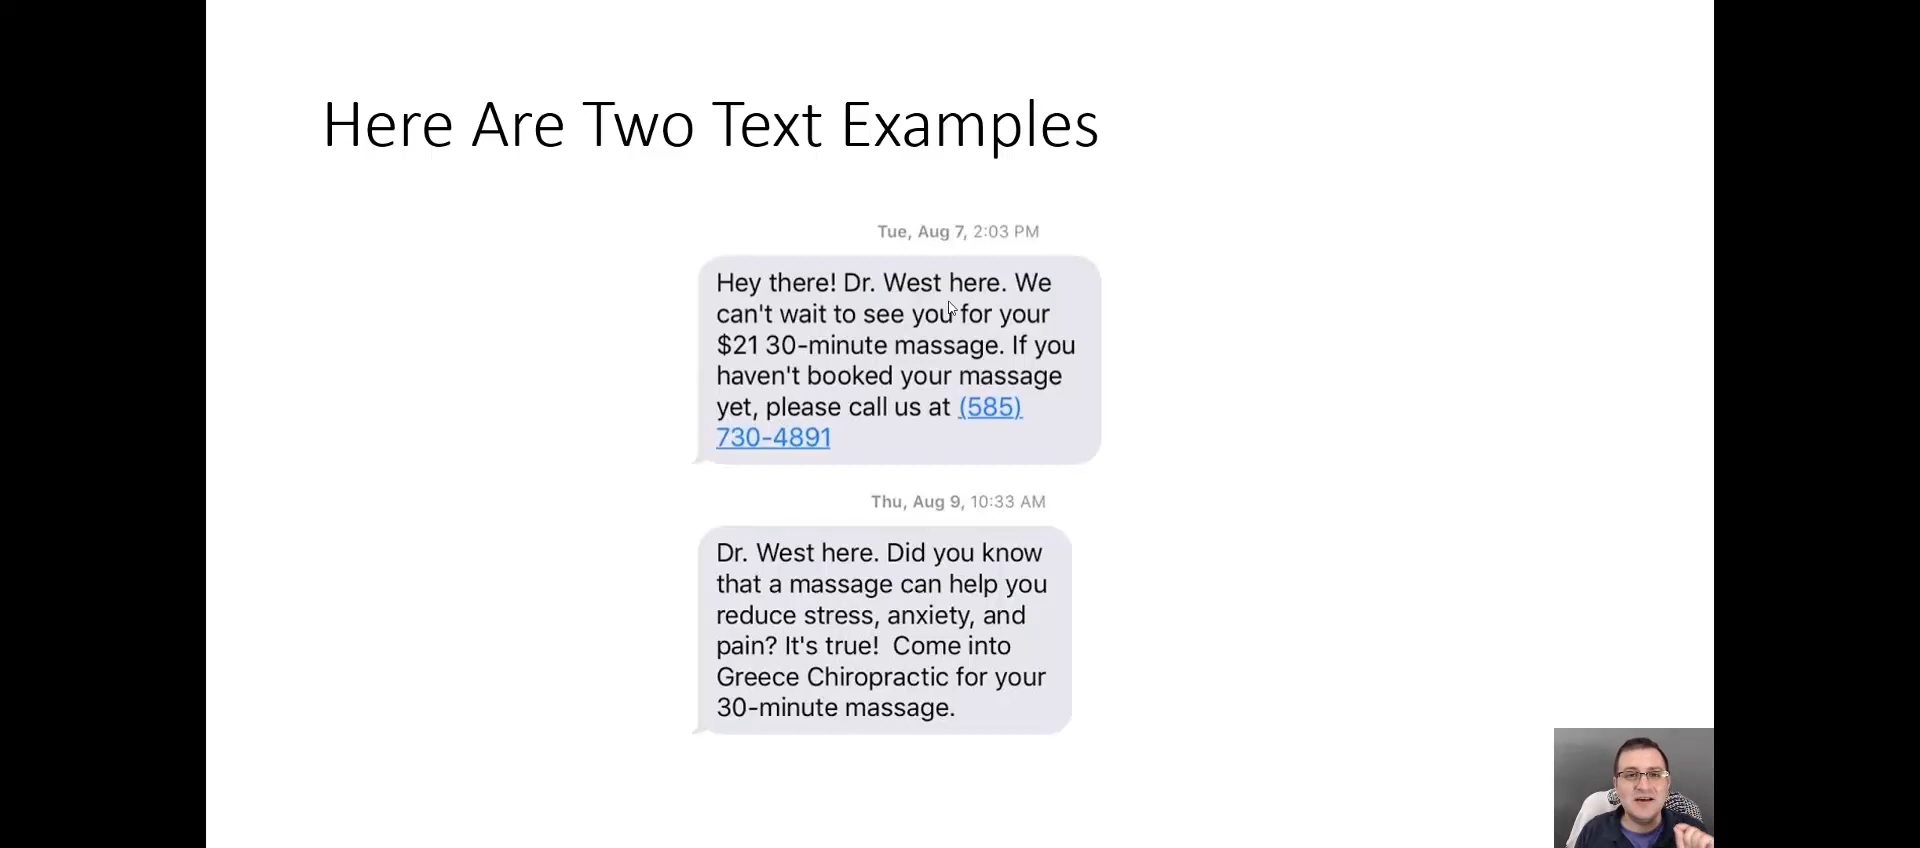 Here Are Two Text Examples
Tue, Aug 7, 2:03 PM
Hey there! Dr. West here. We
can't wait to see you for your
$21 30-minute massage. If you
haven't booked your massage
yet, please call us at (585)
730-4891
Thu, Aug 9, 10:33 AM
Dr. West here. Did you know
that a massage can help you
reduce stress, anxiety, and
pain? It's true!  Come into
Greece Chiropractic for your
30-minute massage.